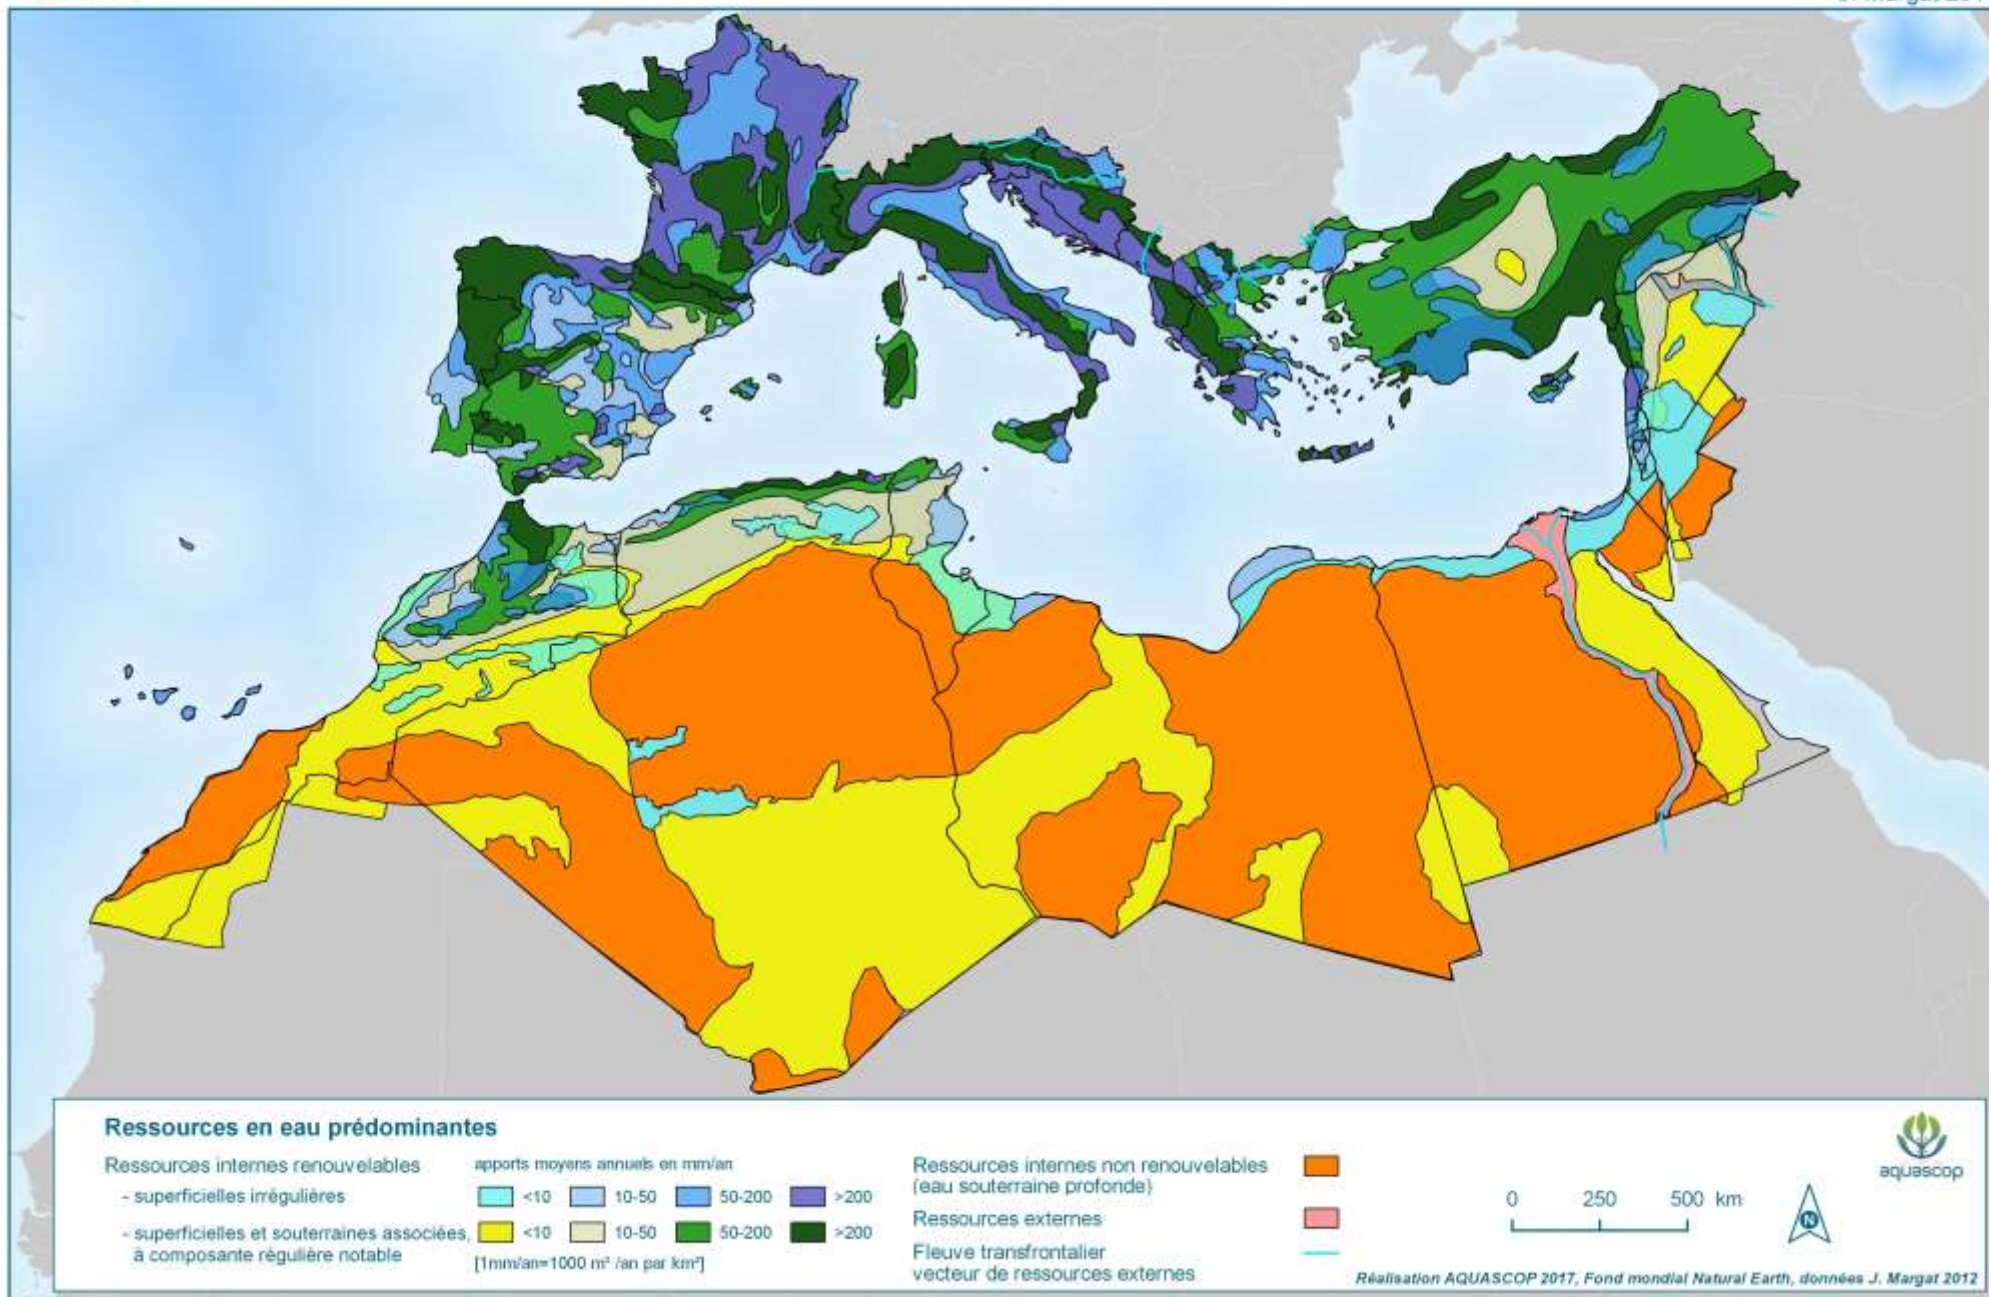 Ressources en eau prédominantes
Ressources internes renouvelables
apports moyens annuels en mm/an
- superficielles irrégulières
<10 10-50 50-200 >200
- superficielles et souterraines associées, à composante régulière notable
<10 10-50 50-200 >200
[1mm/an=1000 m³ /an par km²]
Ressources internes non renouvelables
(eau souterraine profonde)
Ressources externes
Fleuve transfrontalier
vecteur de ressources externes
0 250 500 km
N
aquascop
Réalisation AQUASCOP 2017, Fond mondial Natural Earth, données J. Margat 2012